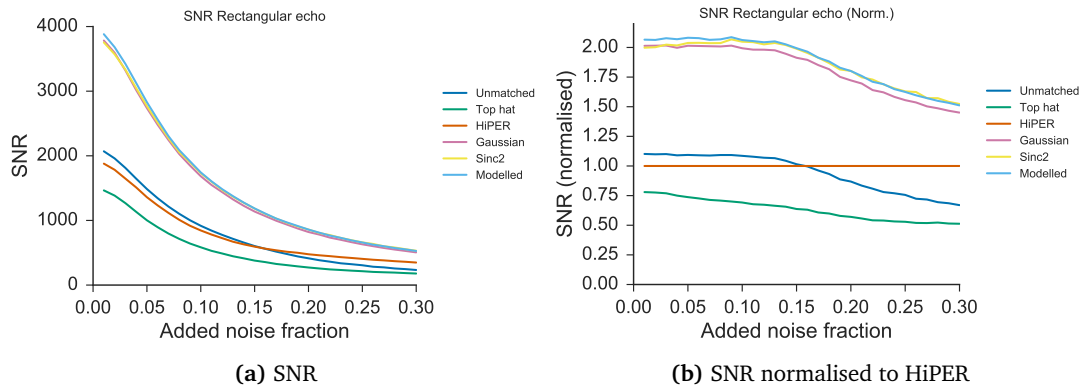 SNR Rectangular echo
4000
3000
2000
1000
0
SNR
0.00 0.05 0.10 0.15 0.20 0.25 0.30
Added noise fraction
Unmatched
Top hat
HiPER
Gaussian
Sinc2
Modelled
(a) SNR
SNR Rectangular echo (Norm.)
2.00
1.75
1.50
1.25
1.00
0.75
0.50
0.25
0.00
SNR (normalised)
0.00 0.05 0.10 0.15 0.20 0.25 0.30
Added noise fraction
Unmatched
Top hat
HiPER
Gaussian
Sinc2
Modelled
(b) SNR normalised to HiPER